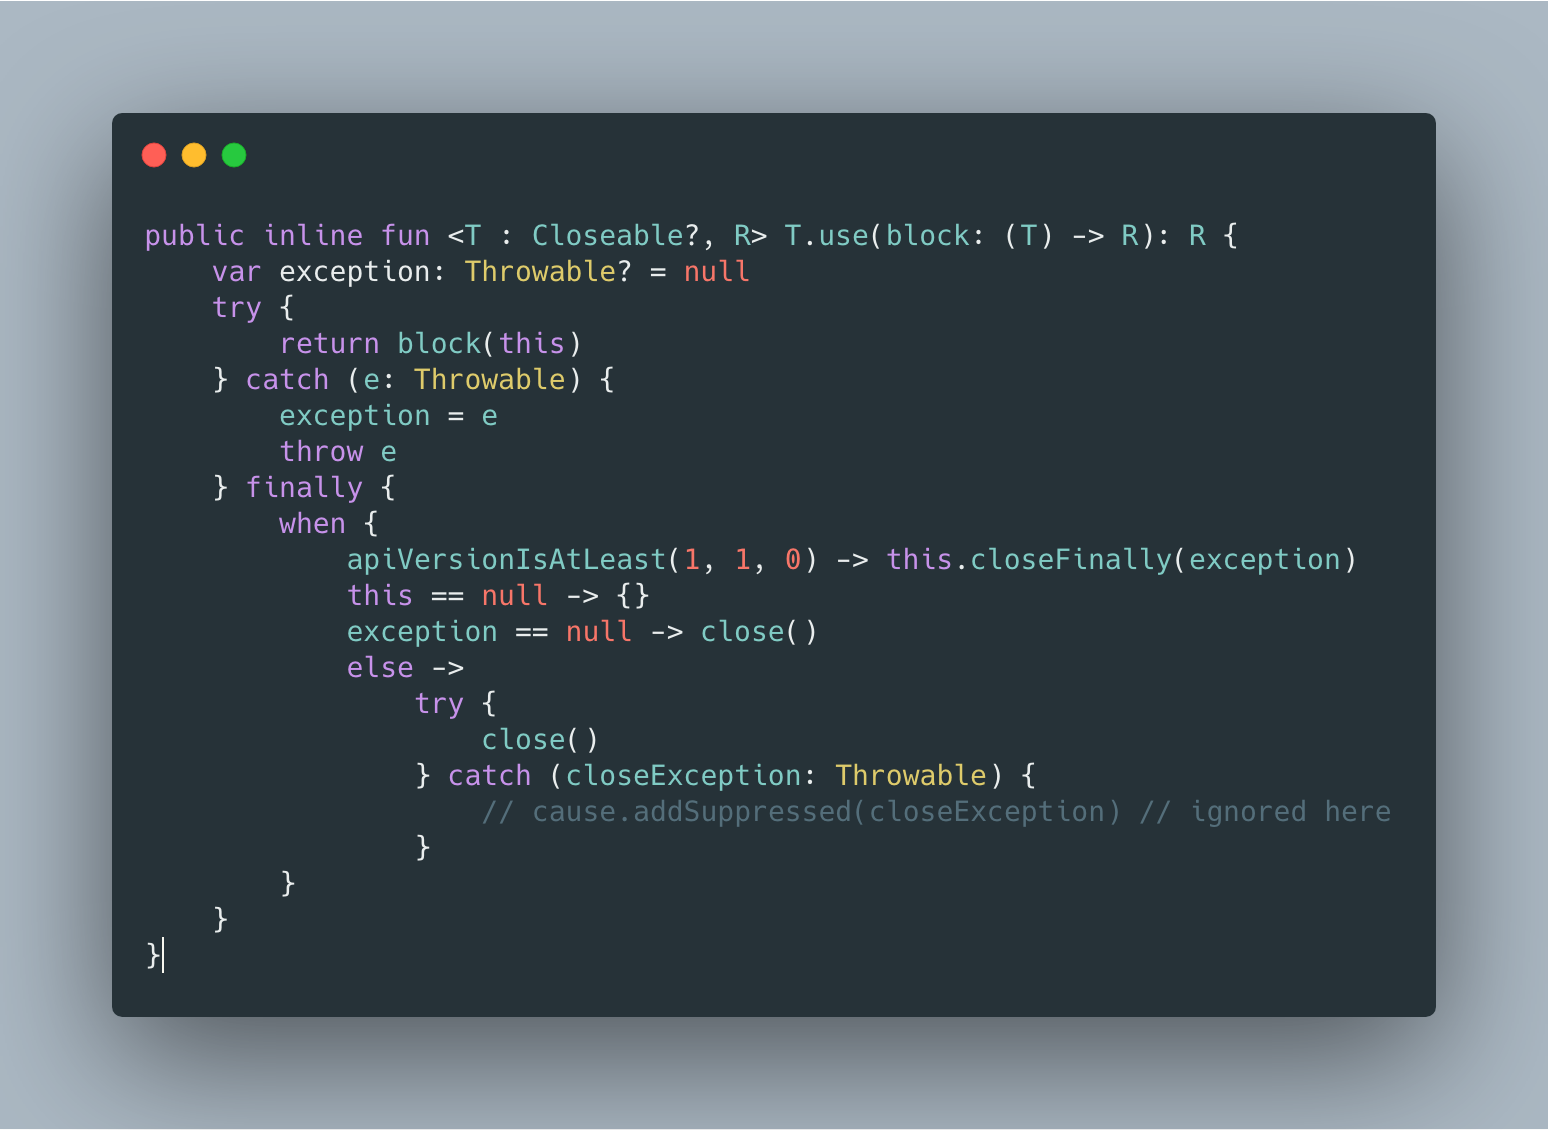 public inline fun <T : Closeable?, R> T.use(block: (T) -> R): R {
    var exception: Throwable? = null
    try {
        return block(this)
    } catch (e: Throwable) {
        exception = e
        throw e
    } finally {
        when {
            apiVersionIsAtLeast(1, 1, 0) -> this.closeFinally(exception)
            this == null -> {}
            exception == null -> close()
            else ->
                try {
                    close()
                } catch (closeException: Throwable) {
                    // cause.addSuppressed(closeException) // ignored here
                }
        }
    }
}